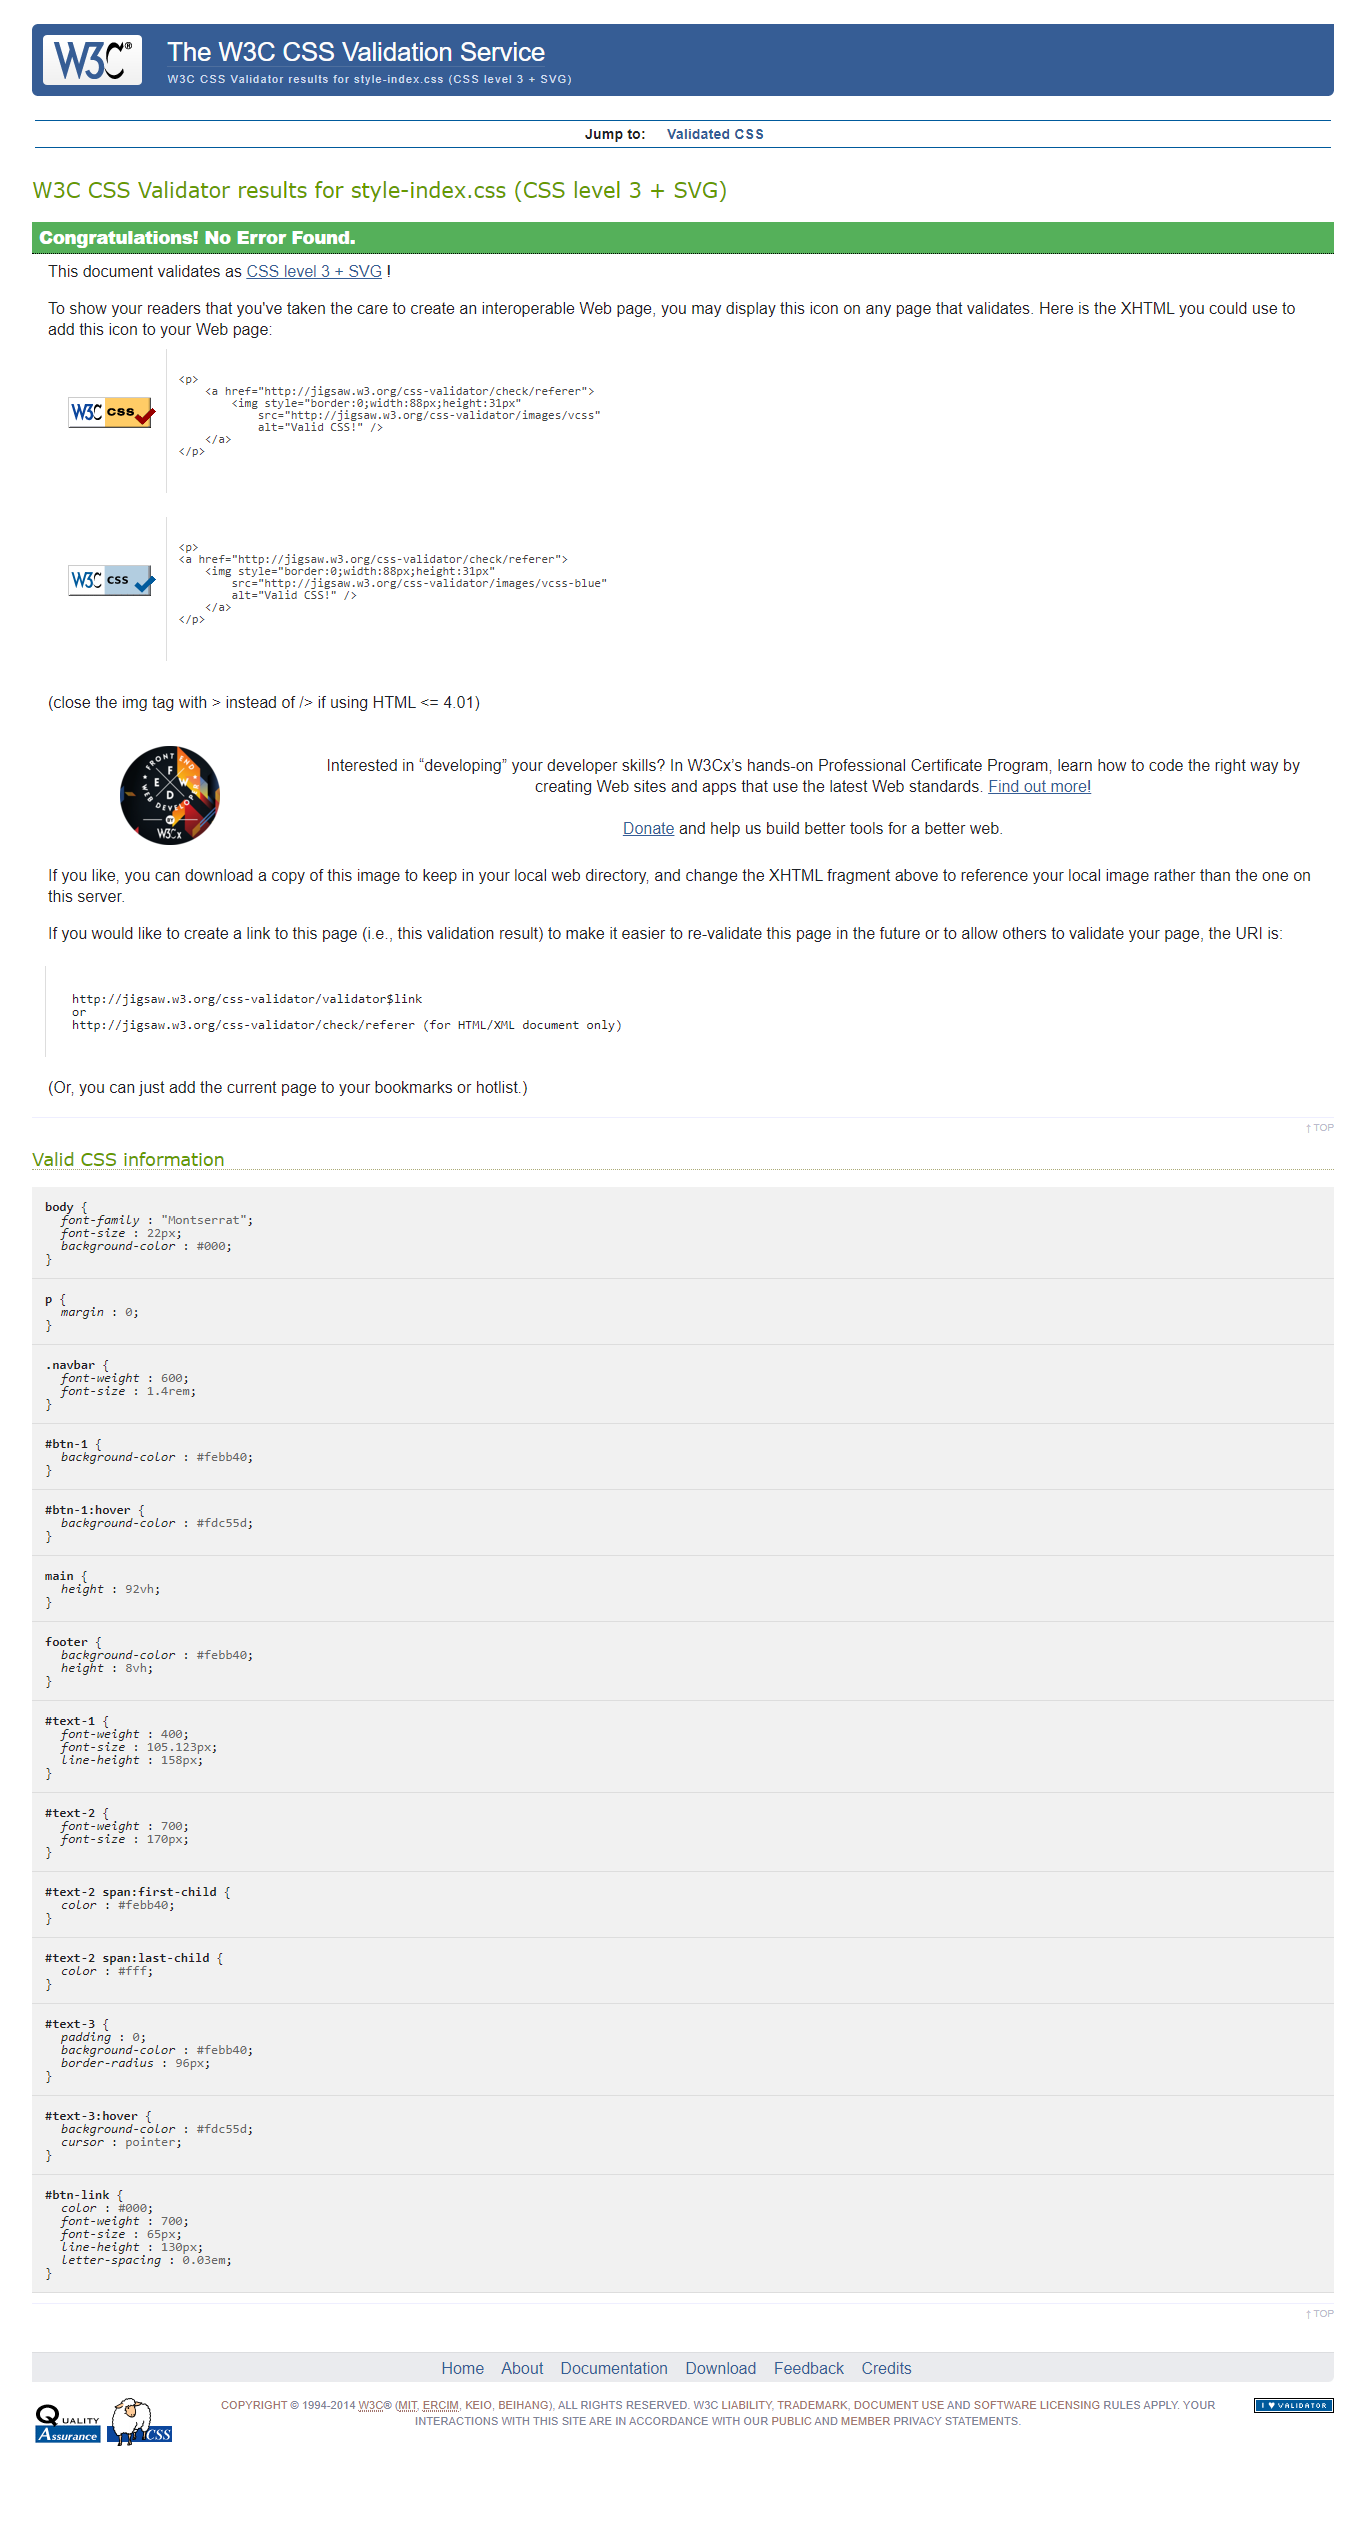 W3C®
The W3C CSS Validation Service
W3C CSS Validator results for style-index.css (CSS level 3 + SVG)
Jump to: Validated CSS
W3C CSS Validator results for style-index.css (CSS level 3 + SVG)
Congratulations! No Error Found.
This document validates as CSS level 3 + SVG !
To show your readers that you've taken the care to create an interoperable Web page, you may display this icon on any page that validates. Here is the XHTML you could use to
add this icon to your Web page:
W3C css
<p>
<a href="http://jigsaw.w3.org/css-validator/check/referer">
<img style="border:0;width:88px;height:31px"
src="http://jigsaw.w3.org/css-validator/images/vcss"
alt="Valid CSS!" />
</a>
</p>
W3C css
<p>
<a href="http://jigsaw.w3.org/css-validator/check/referer">
<img style="border:0;width:88px;height:31px"
src="http://jigsaw.w3.org/css-validator/images/vcss-blue"
alt="Valid CSS!" />
</a>
</p>
(close the img tag with > instead of /> if using HTML <= 4.01)
FRONT END
E F W D
WEB DEVELOPER
BY
W3Cx
Interested in “developing” your developer skills? In W3Cx’s hands-on Professional Certificate Program, learn how to code the right way by
creating Web sites and apps that use the latest Web standards. Find out more!
Donate and help us build better tools for a better web.
If you like, you can download a copy of this image to keep in your local web directory, and change the XHTML fragment above to reference your local image rather than the one on
this server.
If you would like to create a link to this page (i.e., this validation result) to make it easier to re-validate this page in the future or to allow others to validate your page, the URI is:
http://jigsaw.w3.org/css-validator/validator$link
or
http://jigsaw.w3.org/css-validator/check/referer (for HTML/XML document only)
(Or, you can just add the current page to your bookmarks or hotlist.)
↑ TOP
Valid CSS information
body {
font-family : "Montserrat";
font-size : 22px;
background-color : #000;
}
p {
margin : 0;
}
.navbar {
font-weight : 600;
font-size : 1.4rem;
}
#btn-1 {
background-color : #febb40;
}
#btn-1:hover {
background-color : #fdc55d;
}
main {
height : 92vh;
}
footer {
background-color : #febb40;
height : 8vh;
}
#text-1 {
font-weight : 400;
font-size : 105.123px;
line-height : 158px;
}
#text-2 {
font-weight : 700;
font-size : 170px;
}
#text-2 span:first-child {
color : #febb40;
}
#text-2 span:last-child {
color : #fff;
}
#text-3 {
padding : 0;
background-color : #febb40;
border-radius : 96px;
}
#text-3:hover {
background-color : #fdc55d;
cursor : pointer;
}
#btn-link {
color : #000;
font-weight : 700;
font-size : 65px;
line-height : 130px;
letter-spacing : 0.03em;
}
↑ TOP
Home About Documentation Download Feedback Credits
Quality
Assurance
CSS
COPYRIGHT © 1994-2014 W3C® (MIT, ERCIM, KEIO, BEIHANG), ALL RIGHTS RESERVED. W3C LIABILITY, TRADEMARK, DOCUMENT USE AND SOFTWARE LICENSING RULES APPLY. YOUR
INTERACTIONS WITH THIS SITE ARE IN ACCORDANCE WITH OUR PUBLIC AND MEMBER PRIVACY STATEMENTS.
I ♥ VALIDATOR